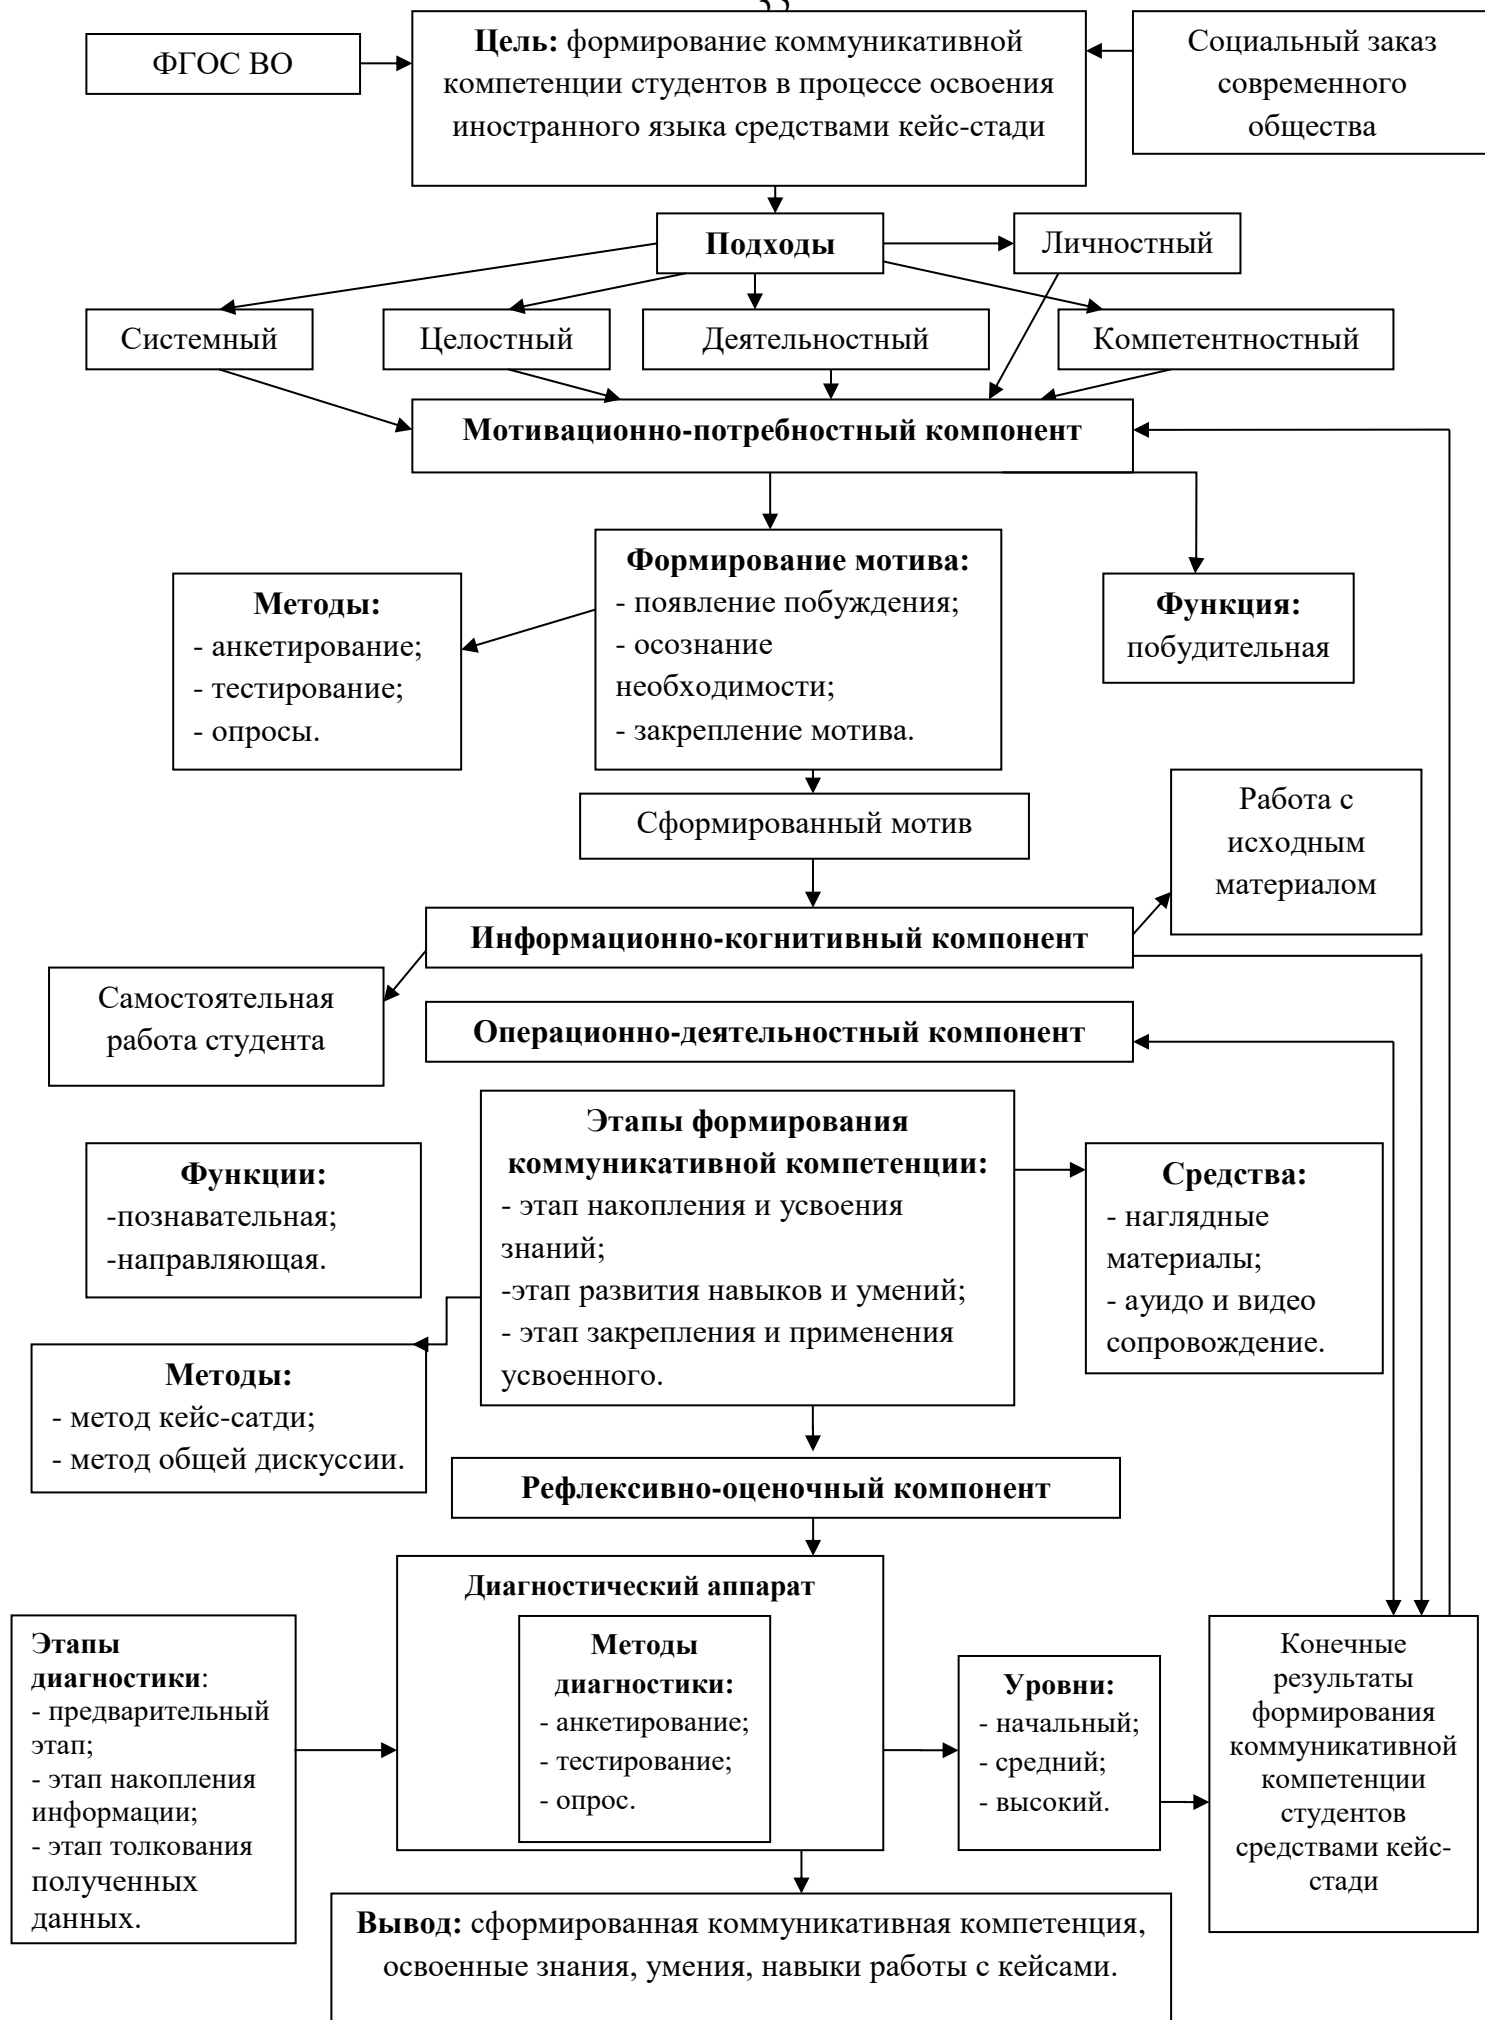 ФГОС ВО
Цель: формирование коммуникативной
компетенции студентов в процессе освоения
иностранного языка средствами кейс-стади
Социальный заказ
современного
общества
Подходы
Личностный
Системный
Целостный
Деятельностный
Компетентностный
Мотивационно-потребностный компонент
Методы:
- анкетирование;
- тестирование;
- опросы.
Формирование мотива:
- появление побуждения;
- осознание
необходимости;
- закрепление мотива.
Функция:
побудительная
Сформированный мотив
Работа с
исходным
материалом
Информационно-когнитивный компонент
Самостоятельная
работа студента
Операционно-деятельностный компонент
Функции:
-познавательная;
-направляющая.
Этапы формирования
коммуникативной компетенции:
- этап накопления и усвоения
знаний;
-этап развития навыков и умений;
- этап закрепления и применения
усвоенного.
Средства:
- наглядные
материалы;
- ауидо и видео
сопровождение.
Методы:
- метод кейс-сатди;
- метод общей дискуссии.
Рефлексивно-оценочный компонент
Диагностический аппарат
Этапы
диагностики:
- предварительный
этап;
- этап накопления
информации;
- этап толкования
полученных
данных.
Методы
диагностики:
- анкетирование;
- тестирование;
- опрос.
Уровни:
- начальный;
- средний;
- высокий.
Конечные
результаты
формирования
коммуникативной
компетенции
студентов
средствами кейс-
стади
Вывод: сформированная коммуникативная компетенция,
освоенные знания, умения, навыки работы с кейсами.